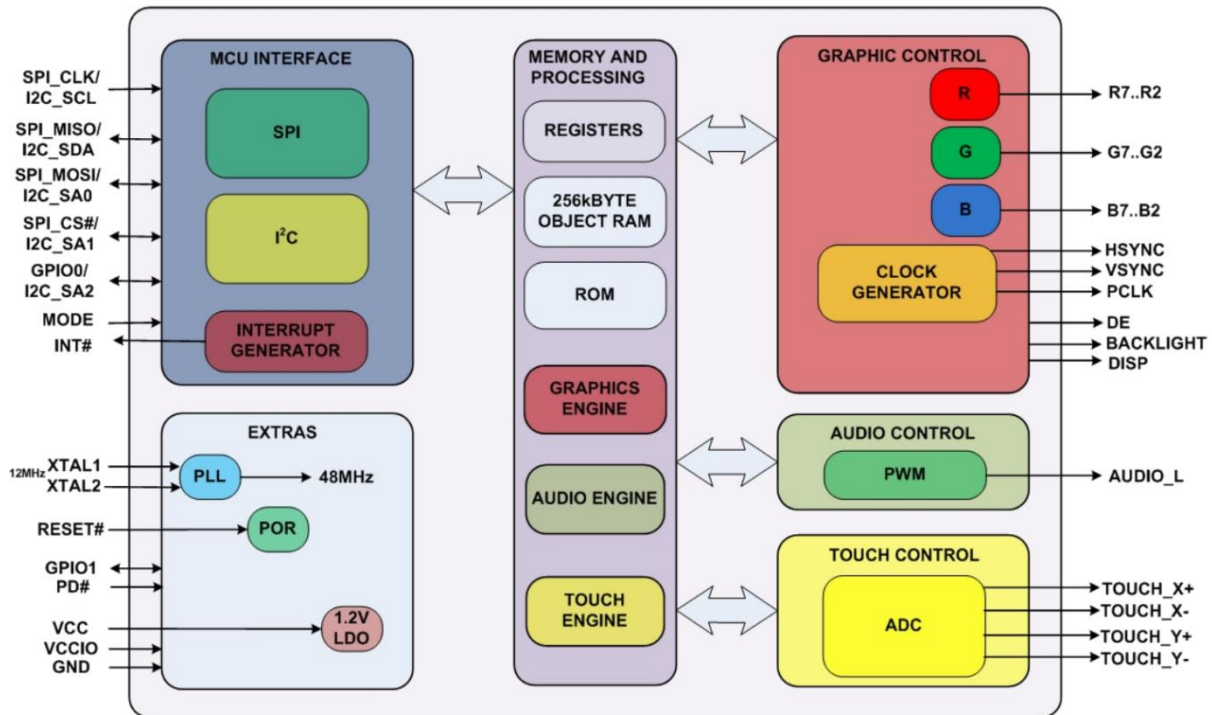 MCU INTERFACE
SPI_CLK/
I2C_SCL
SPI_MISO/
I2C_SDA
SPI_MOSI/
I2C_SA0
SPI_CS#/
I2C_SA1
GPIO0/
I2C_SA2
MODE
INT#
SPI
I²C
INTERRUPT
GENERATOR
EXTRAS
12MHz XTAL1
XTAL2
PLL
48MHz
RESET#
POR
GPIO1
PD#
VCC
VCCIO
GND
1.2V
LDO
MEMORY AND
PROCESSING
REGISTERS
256kBYTE
OBJECT RAM
ROM
GRAPHICS
ENGINE
AUDIO ENGINE
TOUCH
ENGINE
GRAPHIC CONTROL
R
R7..R2
G
G7..G2
B
B7..B2
CLOCK
GENERATOR
HSYNC
VSYNC
PCLK
DE
BACKLIGHT
DISP
AUDIO CONTROL
PWM
AUDIO_L
TOUCH CONTROL
ADC
TOUCH_X+
TOUCH_X-
TOUCH_Y+
TOUCH_Y-